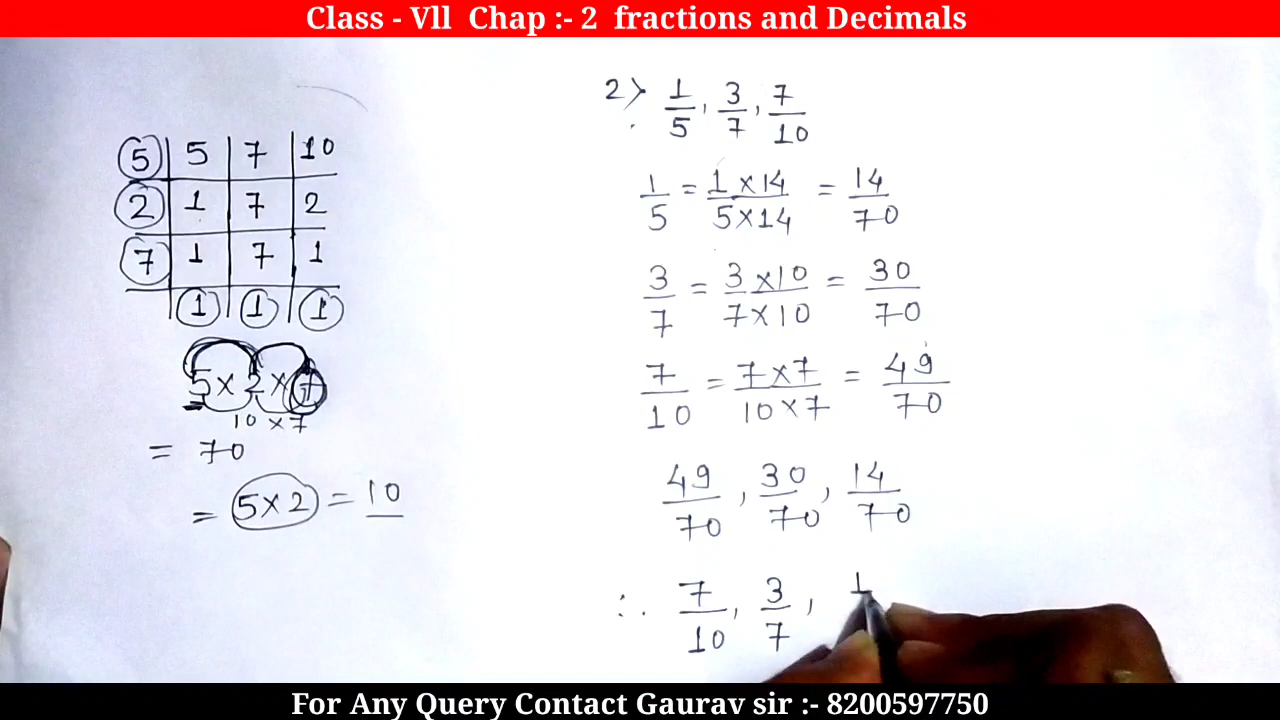 Class - Vll Chap :- 2 fractions and Decimals
5 | 5 | 7 | 10
2 | 1 | 7 | 2
7 | 1 | 7 | 1
1 | 1 | 1
5 × 2 × 7
10 × 7
= 70
= 5 × 2 = 10
2> 1/5, 3/7, 7/10
1/5 = 1 × 14/5 × 14 = 14/70
3/7 = 3 × 10/7 × 10 = 30/70
7/10 = 7 × 7/10 × 7 = 49/70
49/70, 30/70, 14/70
∴ 7/10, 3/7, 1
For Any Query Contact Gaurav sir :- 8200597750